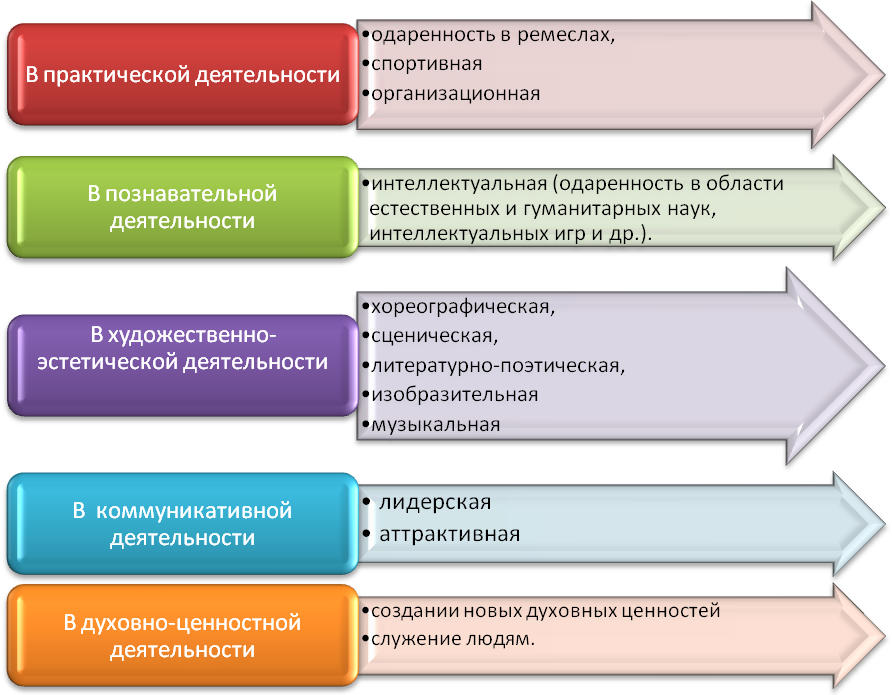 В практической деятельности
•одаренность в ремеслах,
•спортивная
•организационная
В познавательной
деятельности
•интеллектуальная (одаренность в области
естественных и гуманитарных наук,
интеллектуальных игр и др.).
В художественно-
эстетической деятельности
•хореографическая,
•сценическая,
•литературно-поэтическая,
•изобразительная
•музыкальная
В коммуникативной
деятельности
• лидерская
• аттрактивная
В духовно-ценностной
деятельности
•создании новых духовных ценностей
•служение людям.